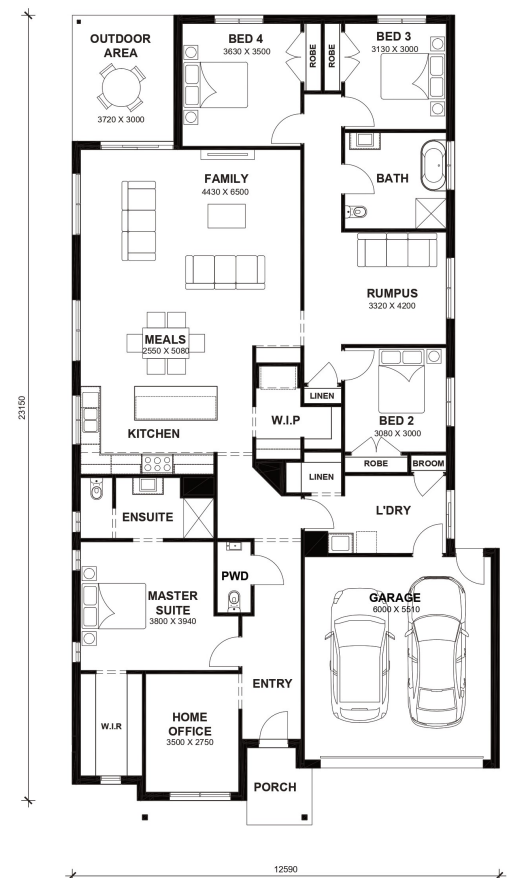 OUTDOOR
AREA
3720 X 3000
BED 4
3630 X 3500
ROBE
ROBE
BED 3
3130 X 3000
BATH
FAMILY
4430 X 6500
RUMPUS
3320 X 4200
MEALS
2550 X 5080
LINEN
W.I.P
BED 2
3080 X 3000
KITCHEN
ROBE
BROOM
LINEN
ENSUITE
L'DRY
PWD
MASTER
SUITE
3800 X 3940
GARAGE
6000 X 5510
ENTRY
W.I.R
HOME
OFFICE
3500 X 2750
PORCH
23150
12590